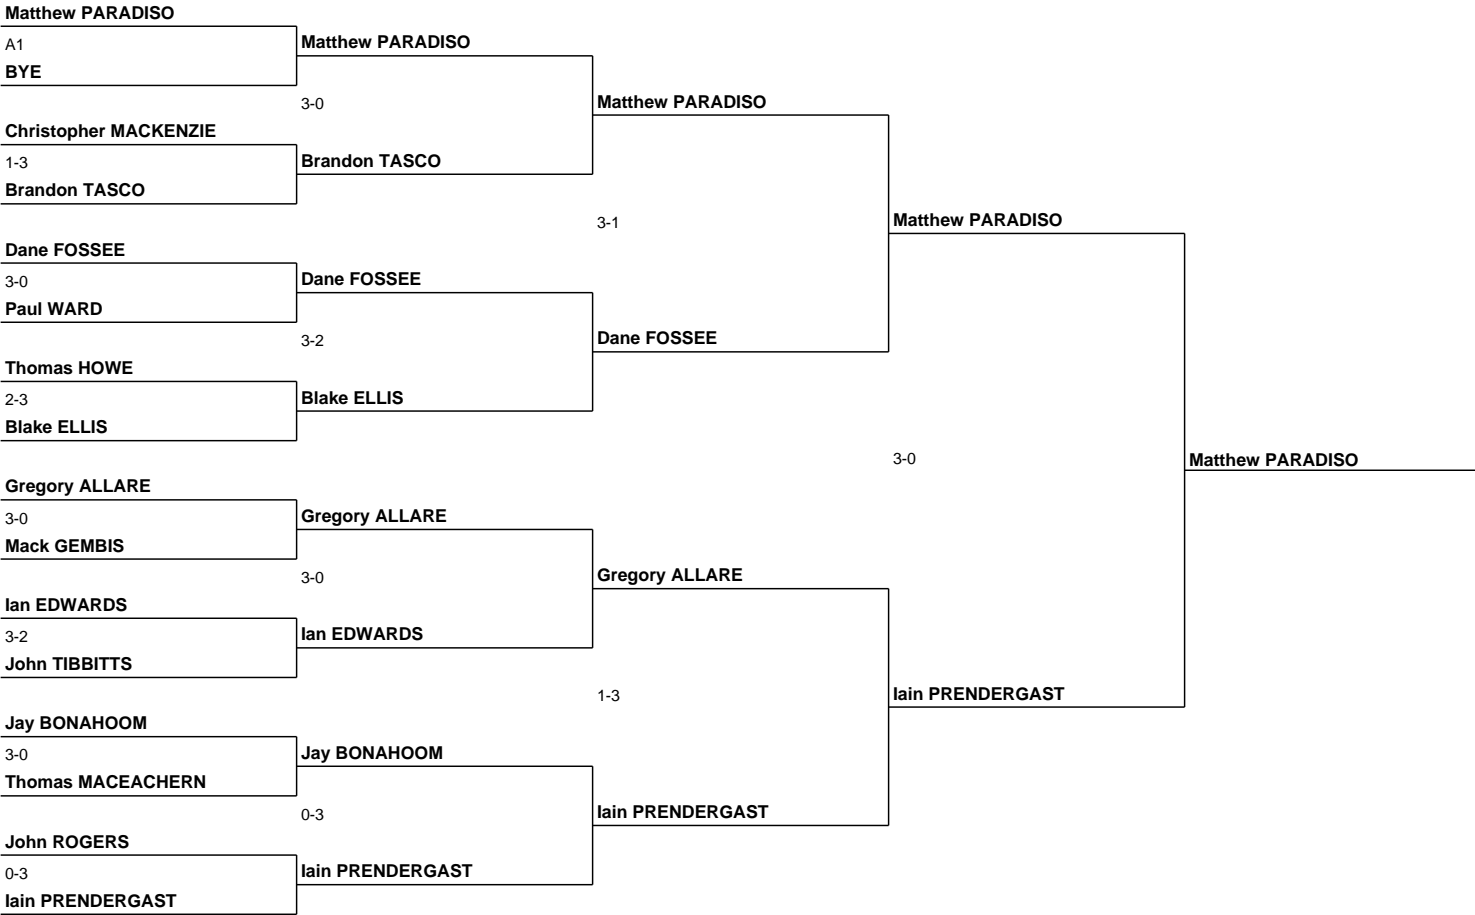 Matthew PARADISO
A1
BYE
Christopher MACKENZIE
1-3
Brandon TASCO
Dane FOSSEE
3-0
Paul WARD
Thomas HOWE
2-3
Blake ELLIS
Gregory ALLARE
3-0
Mack GEMBIS
Ian EDWARDS
3-2
John TIBBITTS
Jay BONAHOOM
3-0
Thomas MACEACHERN
John ROGERS
0-3
Iain PRENDERGAST
Matthew PARADISO
3-0
Brandon TASCO
Dane FOSSEE
3-2
Blake ELLIS
Gregory ALLARE
3-0
Ian EDWARDS
Jay BONAHOOM
0-3
Iain PRENDERGAST
Matthew PARADISO
3-1
Dane FOSSEE
Gregory ALLARE
1-3
Iain PRENDERGAST
Matthew PARADISO
3-0
Iain PRENDERGAST
Matthew PARADISO